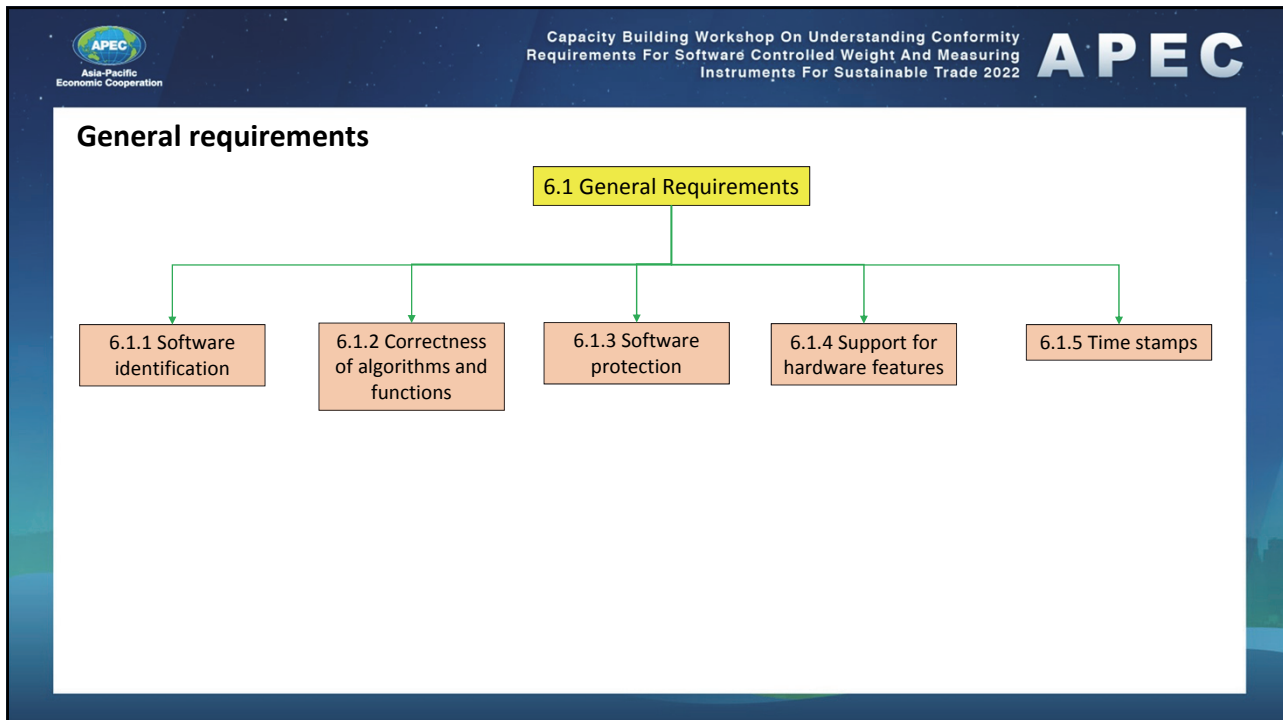 APEC
Asia-Pacific
Economic Cooperation
Capacity Building Workshop On Understanding Conformity
Requirements For Software Controlled Weight And Measuring
Instruments For Sustainable Trade 2022
APEC
General requirements
6.1 General Requirements
6.1.1 Software
identification
6.1.2 Correctness
of algorithms and
functions
6.1.3 Software
protection
6.1.4 Support for
hardware features
6.1.5 Time stamps